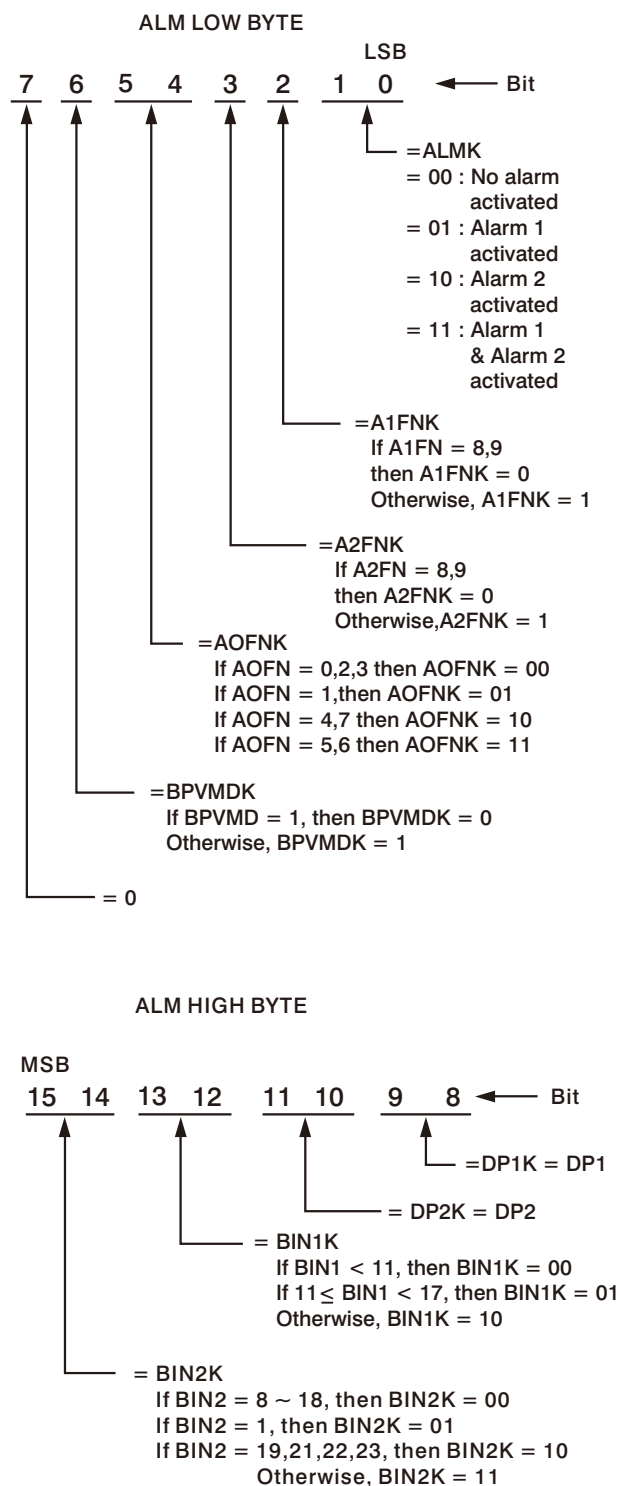 ALM LOW BYTE
LSB
7 6 5 4 3 2 1 0 Bit
=ALMK
= 00 : No alarm
activated
= 01 : Alarm 1
activated
= 10 : Alarm 2
activated
= 11 : Alarm 1
& Alarm 2
activated
=A1FNK
If A1FN = 8,9
then A1FNK = 0
Otherwise, A1FNK = 1
=A2FNK
If A2FN = 8,9
then A2FNK = 0
Otherwise,A2FNK = 1
=AOFNK
If AOFN = 0,2,3 then AOFNK = 00
If AOFN = 1,then AOFNK = 01
If AOFN = 4,7 then AOFNK = 10
If AOFN = 5,6 then AOFNK = 11
=BPVMDK
If BPVMD = 1, then BPVMDK = 0
Otherwise, BPVMDK = 1
= 0
ALM HIGH BYTE
MSB
15 14 13 12 11 10 9 8 Bit
=DP1K = DP1
= DP2K = DP2
= BIN1K
If BIN1 < 11, then BIN1K = 00
If 11≤ BIN1 < 17, then BIN1K = 01
Otherwise, BIN1K = 10
= BIN2K
If BIN2 = 8 ~ 18, then BIN2K = 00
If BIN2 = 1, then BIN2K = 01
If BIN2 = 19,21,22,23, then BIN2K = 10
Otherwise, BIN2K = 11